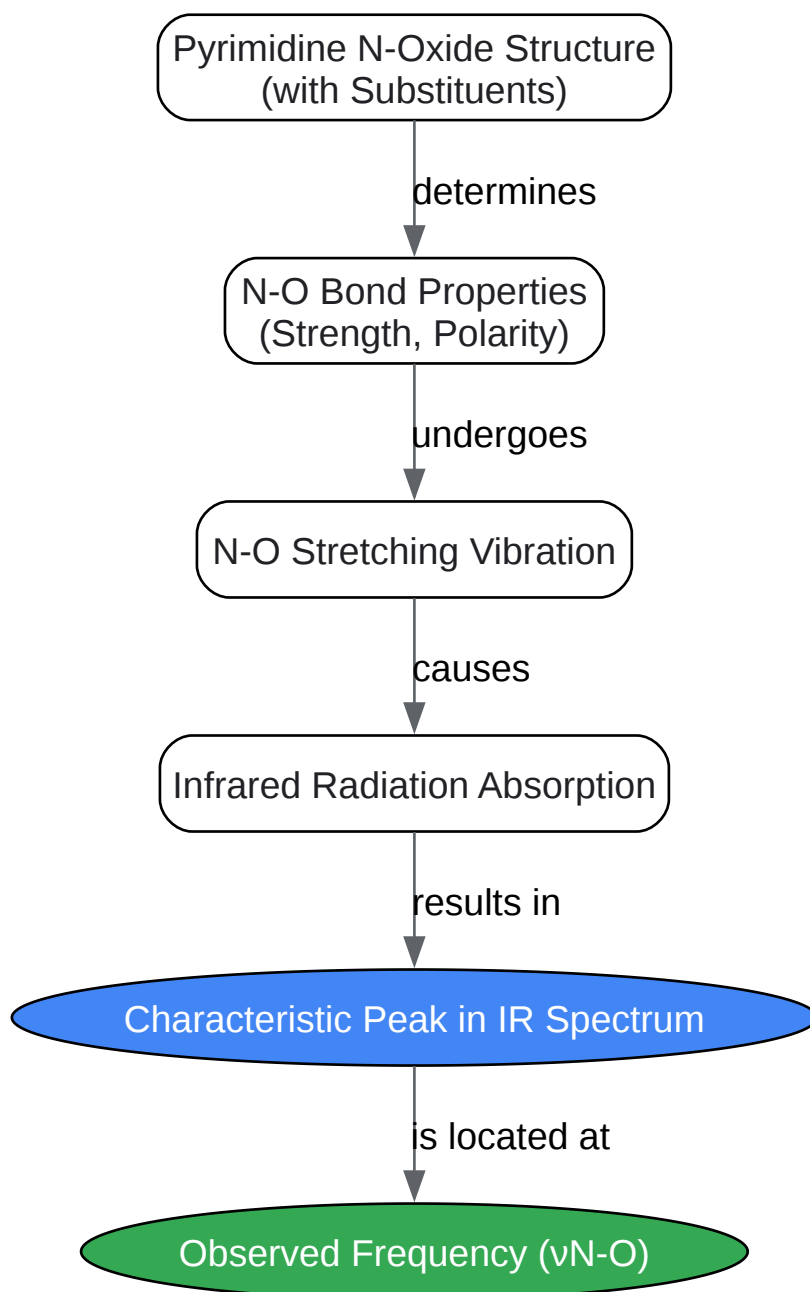 Pyrimidine N-Oxide Structure
(with Substituents)
determines
N-O Bond Properties
(Strength, Polarity)
undergoes
N-O Stretching Vibration
causes
Infrared Radiation Absorption
results in
Characteristic Peak in IR Spectrum
is located at
Observed Frequency (νN-O)